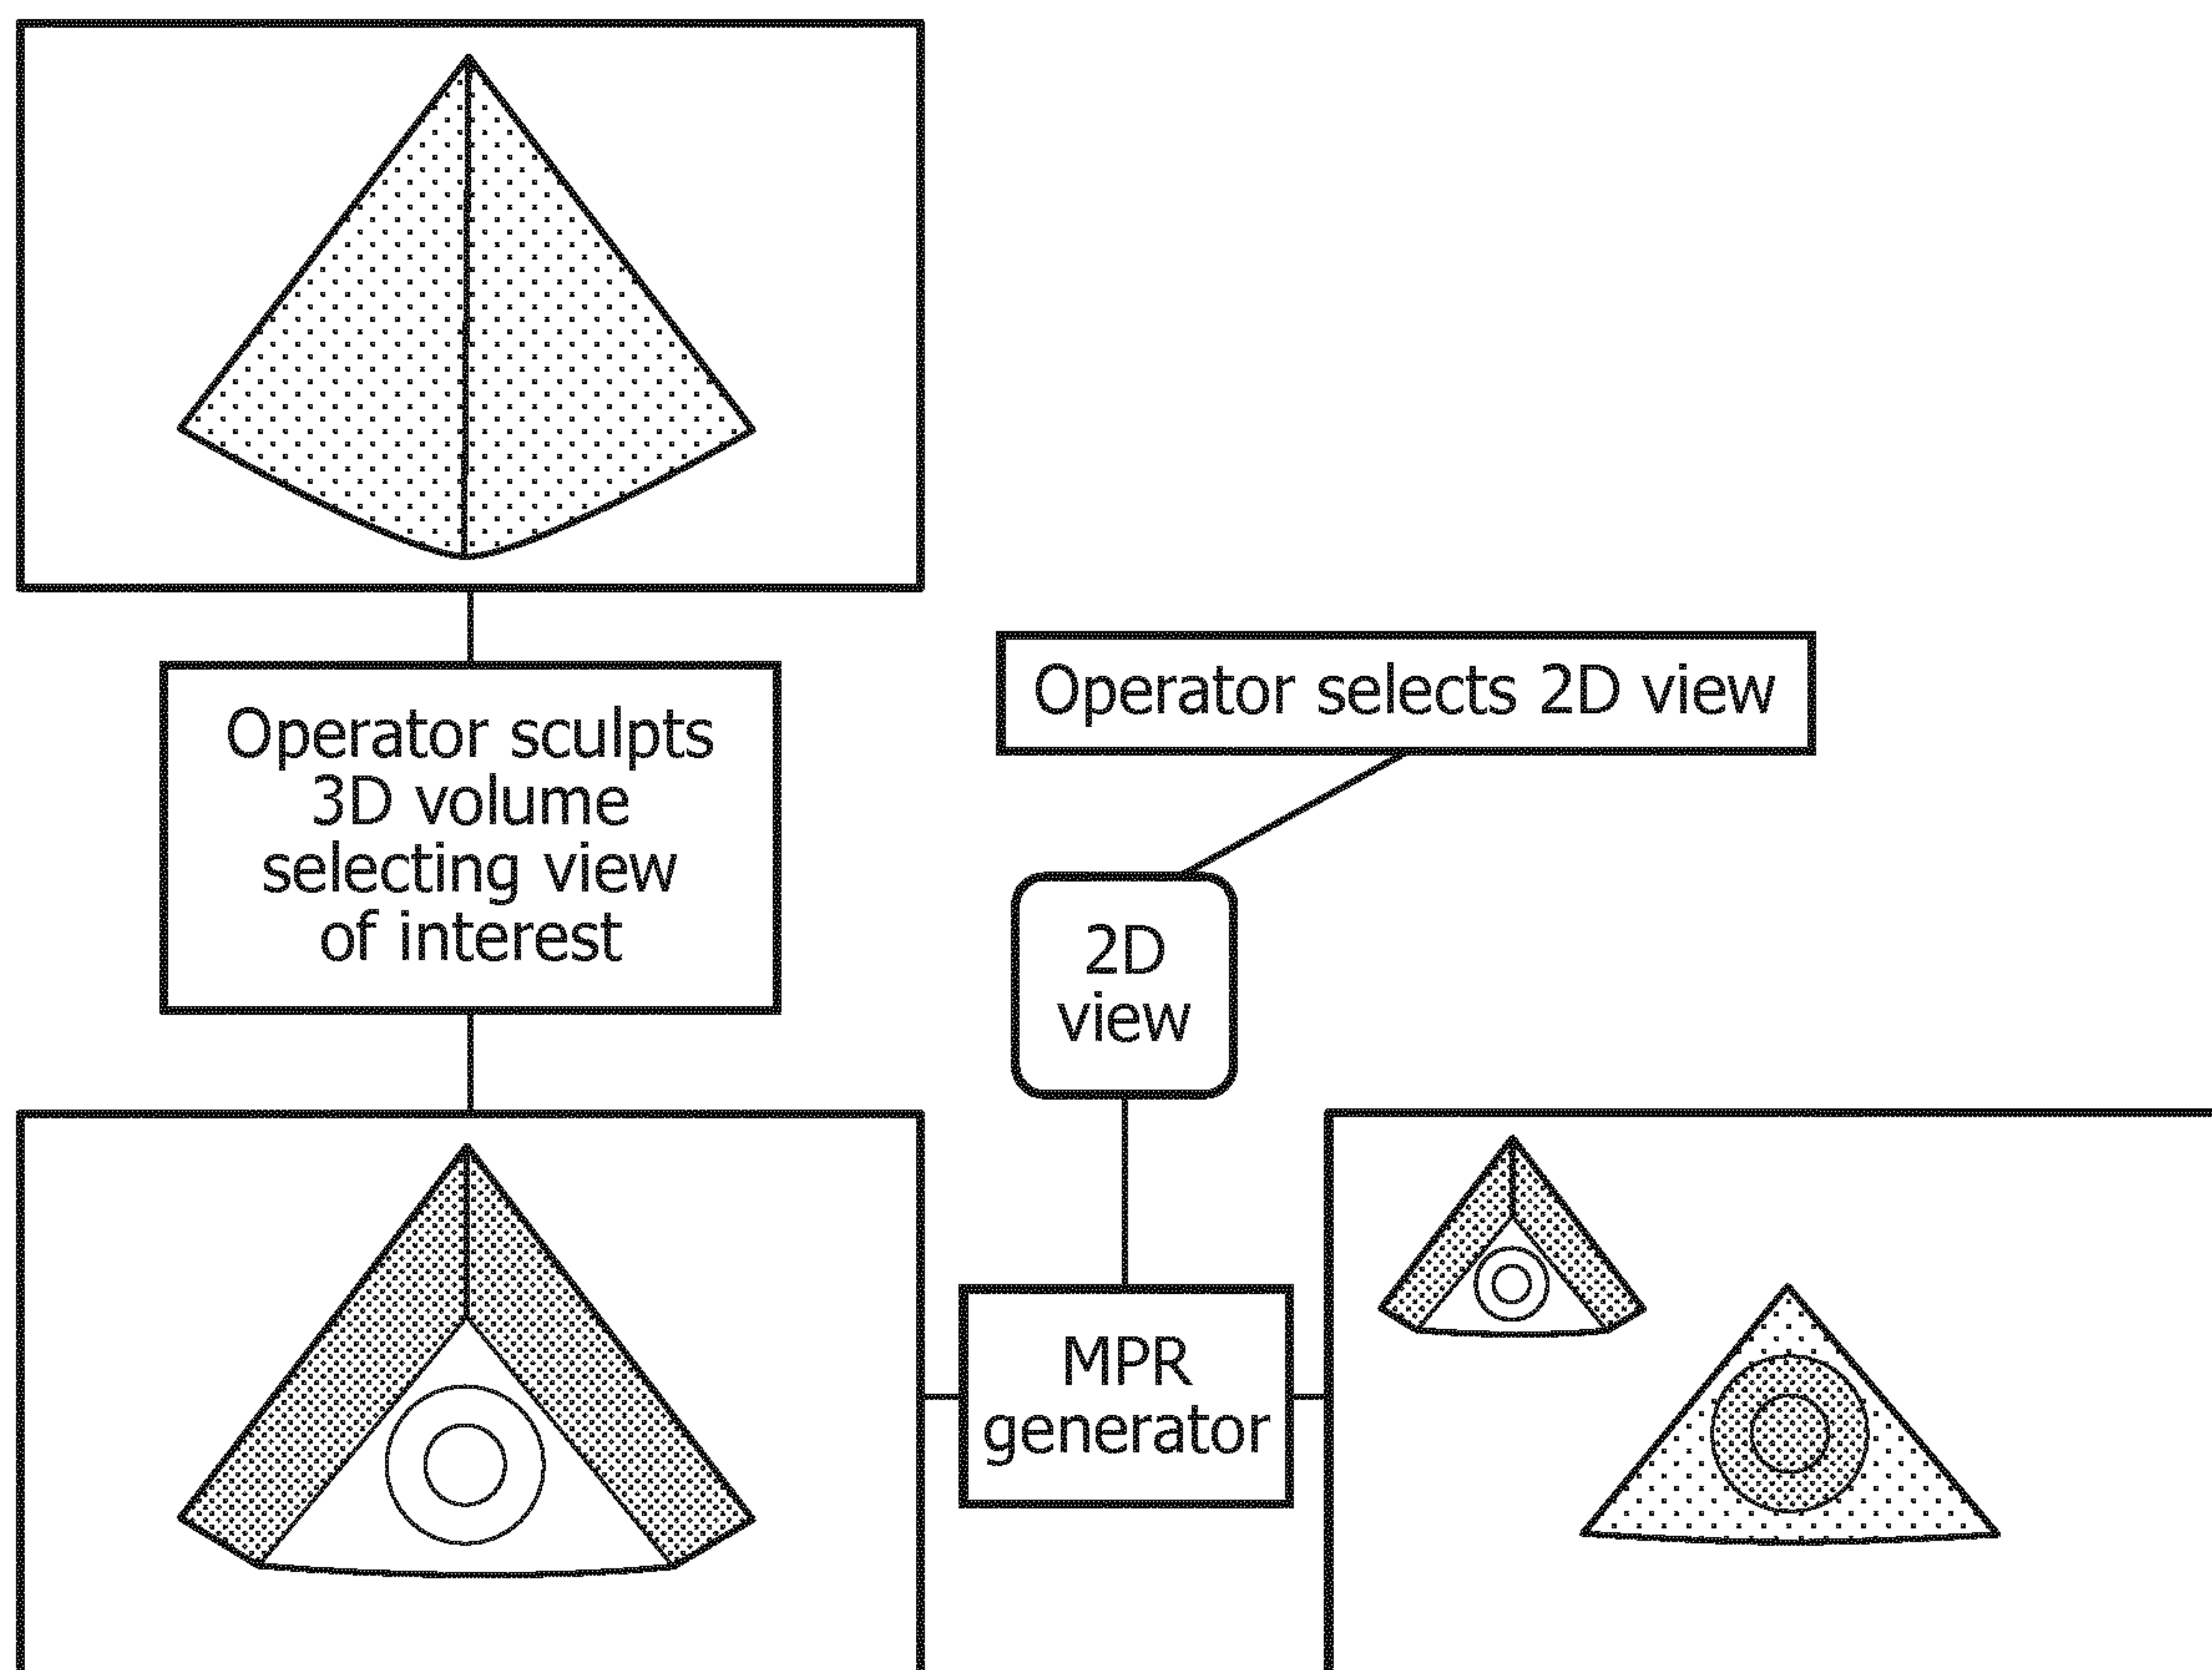 Operator sculpts
3D volume
selecting view
of interest
Operator selects 2D view
2D
view
MPR
generator